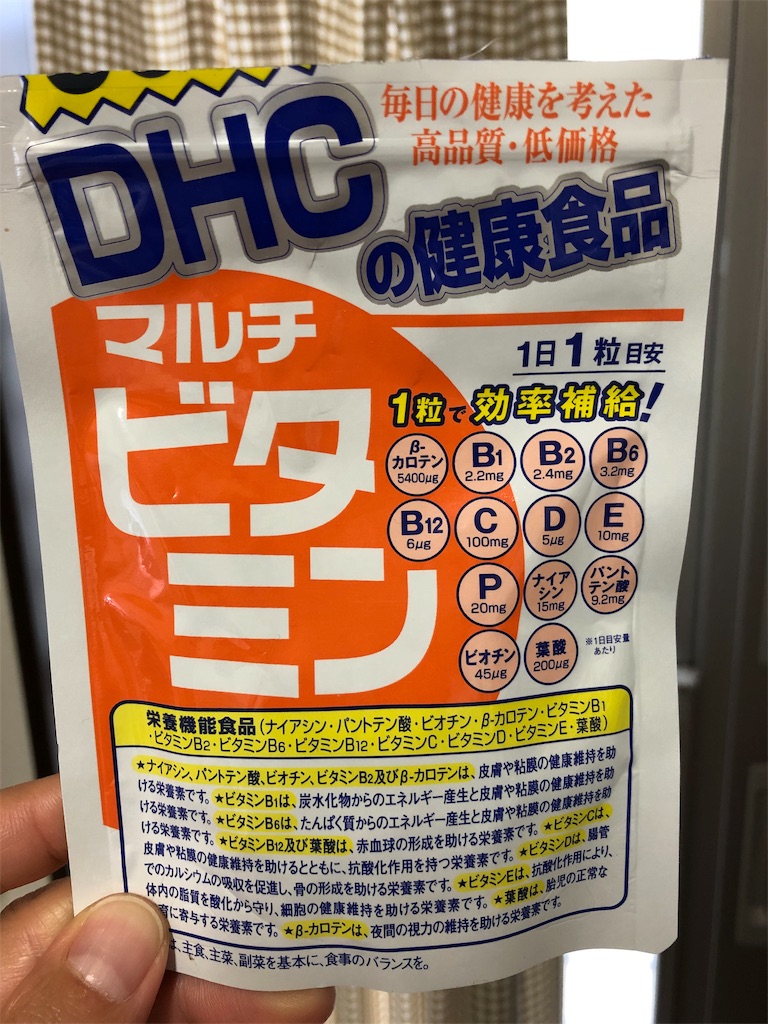 毎日の健康を考えた
高品質・低価格
DHC
の健康食品
マルチ
ビタ
ミン
1日1粒目安
1粒で効率補給!
β-
カロテン
5400μg
B1
2.2mg
B2
2.4mg
B6
3.2mg
B12
6μg
C
100mg
D
5μg
E
10mg
P
20mg
ナイア
シン
15mg
パント
テン酸
9.2mg
ビオチン
45μg
葉酸
200μg
※1日目安量
あたり
栄養機能食品(ナイアシン・パントテン酸・ビオチン・β-カロテン・ビタミンB1
・ビタミンB2・ビタミンB6・ビタミンB12・ビタミンC・ビタミンD・ビタミンE・葉酸)
★ナイアシン、パントテン酸、ビオチン、ビタミンB2及びβ-カロテンは、皮膚や粘膜の健康維持を助
ける栄養素です。★ビタミンB1は、炭水化物からのエネルギー産生と皮膚や粘膜の健康維持を助
ける栄養素です。★ビタミンB6は、たんぱく質からのエネルギー産生と皮膚や粘膜の健康維持を助
ける栄養素です。★ビタミンB12及び葉酸は、赤血球の形成を助ける栄養素です。★ビタミンCは、
皮膚や粘膜の健康維持を助けるとともに、抗酸化作用を持つ栄養素です。★ビタミンDは、腸管
でのカルシウムの吸収を促進し、骨の形成を助ける栄養素です。★ビタミンEは、抗酸化作用により、
体内の脂質を酸化から守り、細胞の健康維持を助ける栄養素です。★葉酸は、胎児の正常な
育に寄与する栄養素です。★β-カロテンは、夜間の視力の維持を助ける栄養素です。
は、主食、主菜、副菜を基本に、食事のバランスを。